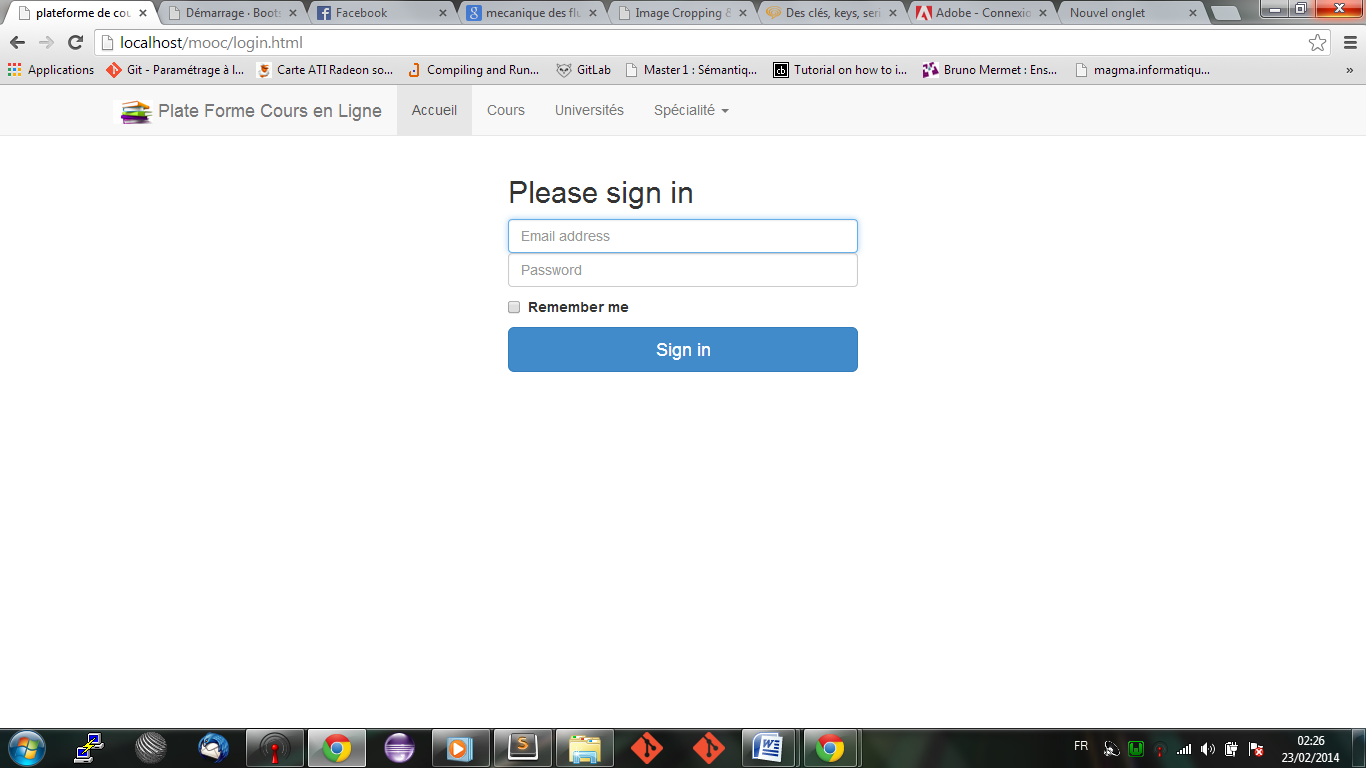 plateforme de cou
Démarrage · Boots
Facebook
mecanique des flu
Image Cropping &
Des clés, keys, seri
Adobe - Connexio
Nouvel onglet
localhost/mooc/login.html
Applications
Git - Paramétrage à l...
Carte ATI Radeon so...
Compiling and Run...
GitLab
Master 1 : Sémantiq...
Tutorial on how to i...
Bruno Mermet : Ens...
magma.informatiqu...
»
Plate Forme Cours en Ligne
Accueil
Cours
Universités
Spécialité
Please sign in
Email address
Password
Remember me
Sign in
FR
02:26
23/02/2014